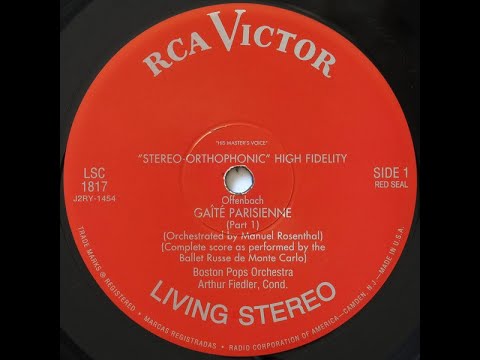 RCA VICTOR
"HIS MASTER'S VOICE"
"STEREO-ORTHOPHONIC" HIGH FIDELITY
LSC
1817
J2RY-1454
SIDE 1
RED SEAL
Offenbach
GAÎTÉ PARISIENNE
(Part 1)
(Orchestrated by Manuel Rosenthal)
(Complete score as performed by the
Ballet Russe de Monte Carlo)
Boston Pops Orchestra
Arthur Fiedler, Cond.
LIVING STEREO
TRADE MARKS ® REGISTERED • MARCAS REGISTRADAS • RADIO CORPORATION OF AMERICA—CAMDEN, N.J.—MADE IN U.S.A.